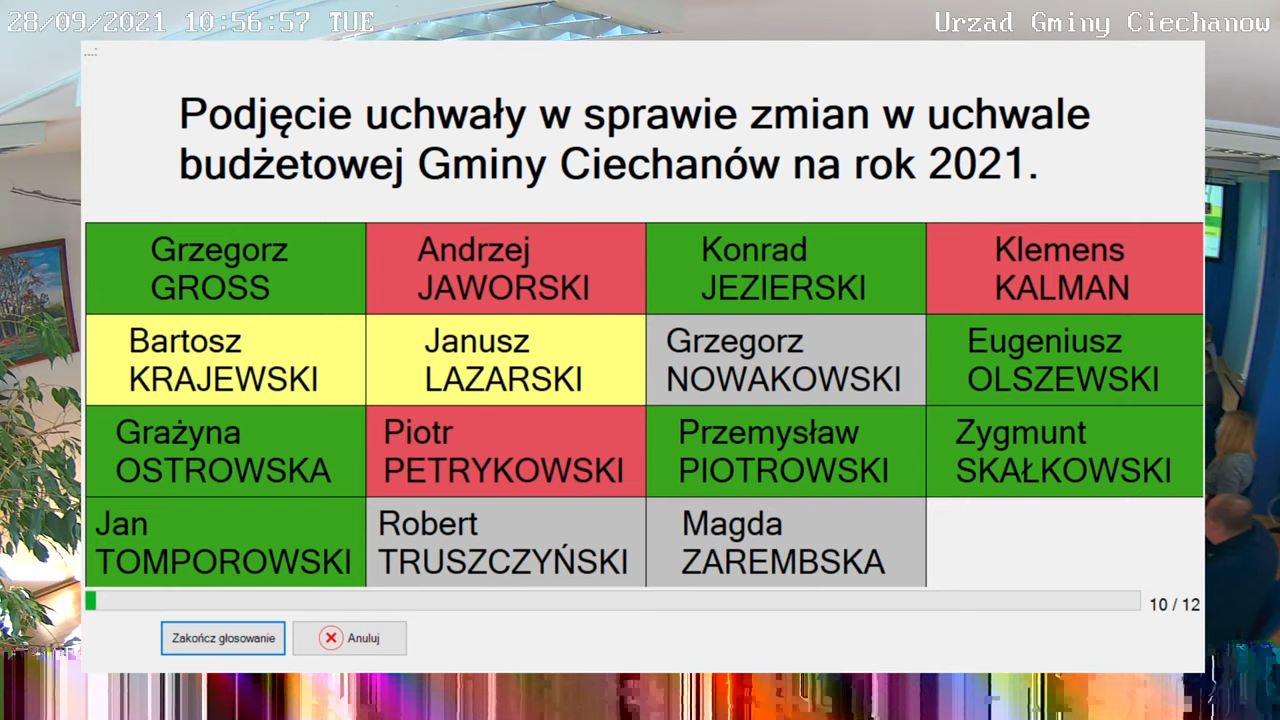 28/09/2021 10:56:57 TUE
Urzad Gminy Ciechanow
Podjęcie uchwały w sprawie zmian w uchwale
budżetowej Gminy Ciechanów na rok 2021.
Grzegorz
GROSS
Andrzej
JAWORSKI
Konrad
JEZIERSKI
Klemens
KALMAN
Bartosz
KRAJEWSKI
Janusz
LAZARSKI
Grzegorz
NOWAKOWSKI
Eugeniusz
OLSZEWSKI
Grażyna
OSTROWSKA
Piotr
PETRYKOWSKI
Przemysław
PIOTROWSKI
Zygmunt
SKAŁKOWSKI
Jan
TOMPOROWSKI
Robert
TRUSZCZYŃSKI
Magda
ZAREMBSKA
10 / 12
Zakończ głosowanie
Anuluj